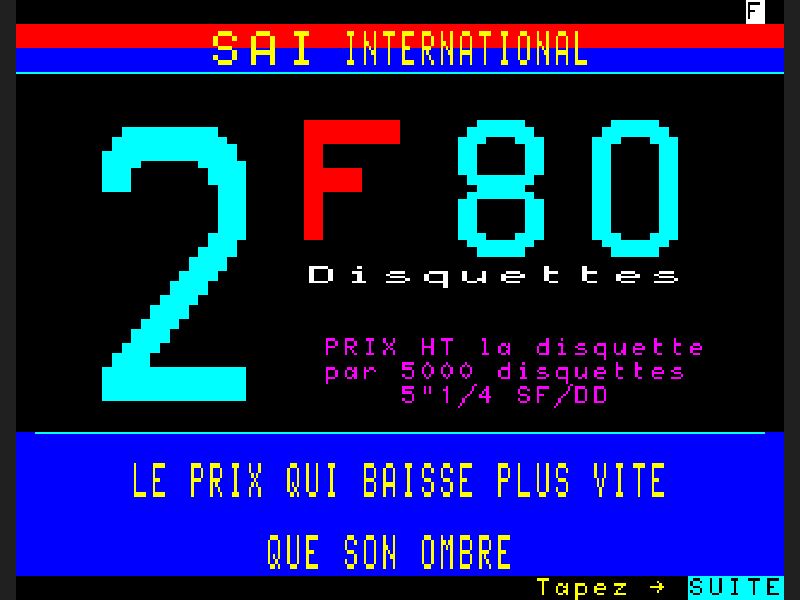 F
SAI INTERNATIONAL
2F80
Disquettes
PRIX HT la disquette
par 5000 disquettes
5"1/4 SF/DD
LE PRIX QUI BAISSE PLUS VITE
QUE SON OMBRE
Tapez → SUITE